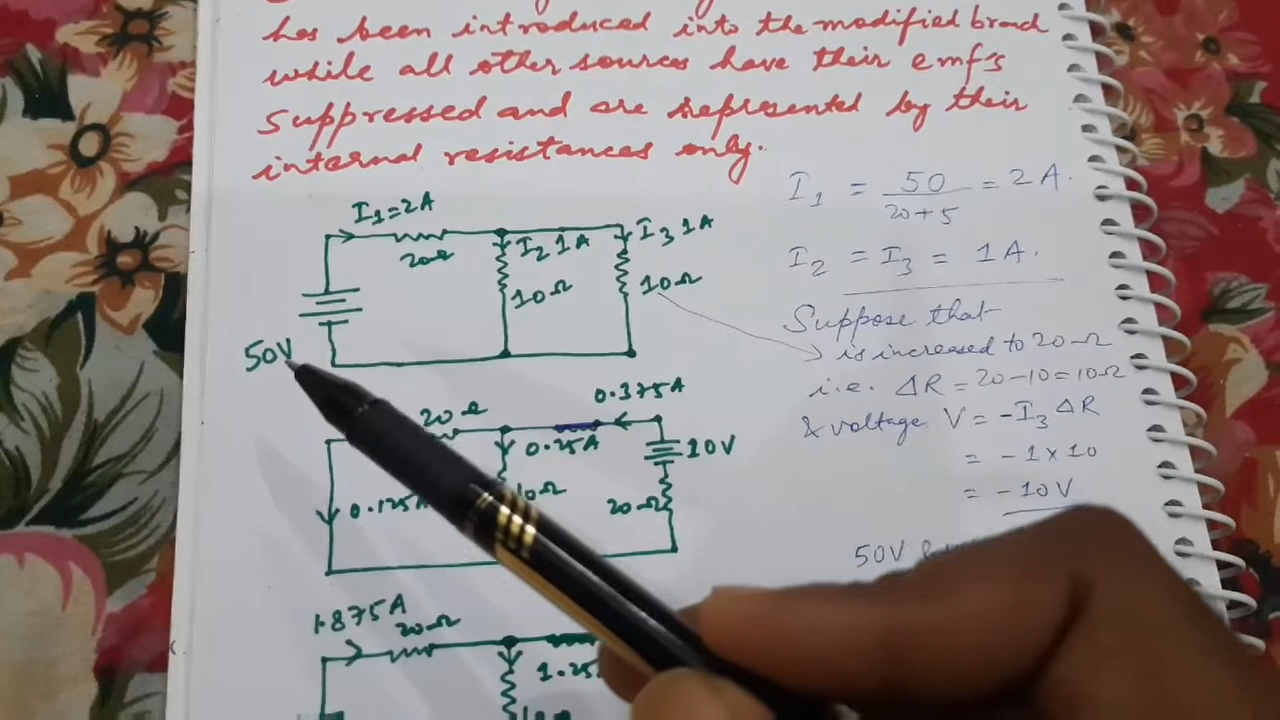 has been introduced into the modified branch
while all other sources have their emf's
suppressed and are represented by their
internal resistances only.
I1 = 50/20+5 = 2 A.
I2 = I3 = 1A.
Suppose that
is increased to 20Ω
i.e. ΔR = 20-10=10Ω
& voltage V = -I3 ΔR
= -1 x 10
= -10V
50V
I1=2A
20Ω
I2 1A
10Ω
I3 1A
10Ω
50V
20Ω
0.375A
0.25A
10V
0.125A
10Ω
20Ω
1.875A
20Ω